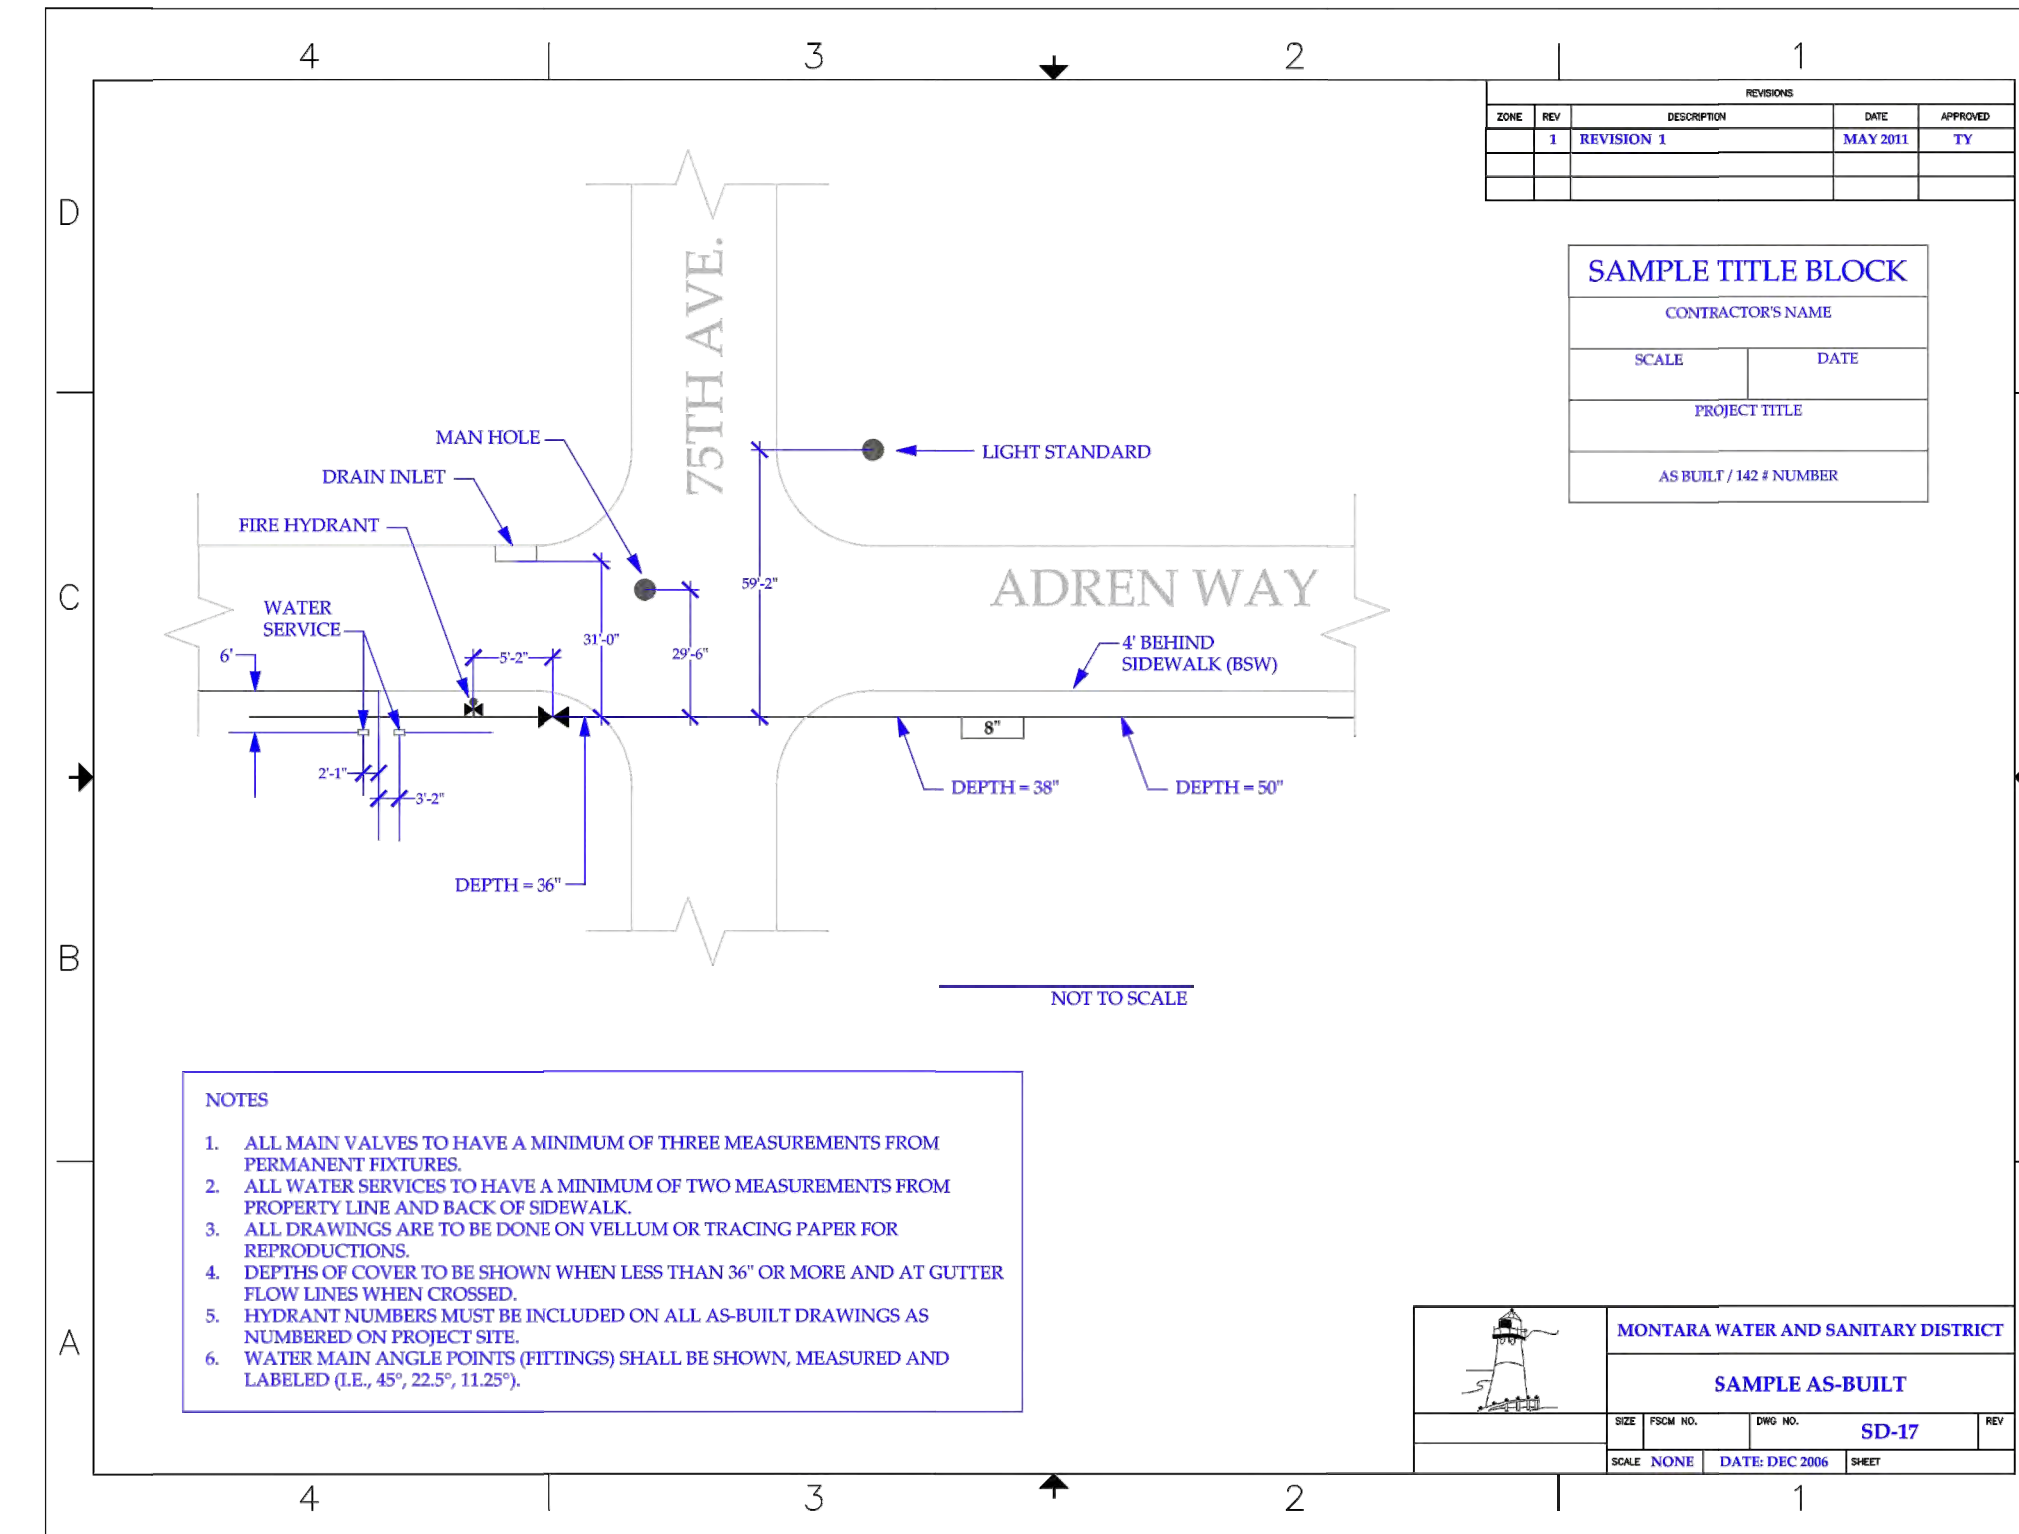 4 3 2 1
REVISIONS
ZONE REV DESCRIPTION DATE APPROVED
1 REVISION 1 MAY 2011 TY
D
SAMPLE TITLE BLOCK
CONTRACTOR'S NAME
SCALE DATE
PROJECT TITLE
AS BUILT / 142 # NUMBER
75TH AVE.
MAN HOLE
LIGHT STANDARD
DRAIN INLET
FIRE HYDRANT
C
ADREN WAY
59'-2"
WATER
SERVICE
31'-0"
29'-6"
5'-2"
6'
4' BEHIND
SIDEWALK (BSW)
8"
2'-1"
3'-2"
DEPTH = 38"
DEPTH = 50"
DEPTH = 36"
B
NOT TO SCALE
NOTES
1. ALL MAIN VALVES TO HAVE A MINIMUM OF THREE MEASUREMENTS FROM
PERMANENT FIXTURES.
2. ALL WATER SERVICES TO HAVE A MINIMUM OF TWO MEASUREMENTS FROM
PROPERTY LINE AND BACK OF SIDEWALK.
3. ALL DRAWINGS ARE TO BE DONE ON VELLUM OR TRACING PAPER FOR
REPRODUCTIONS.
4. DEPTHS OF COVER TO BE SHOWN WHEN LESS THAN 36" OR MORE AND AT GUTTER
FLOW LINES WHEN CROSSED.
5. HYDRANT NUMBERS MUST BE INCLUDED ON ALL AS-BUILT DRAWINGS AS
NUMBERED ON PROJECT SITE.
6. WATER MAIN ANGLE POINTS (FITTINGS) SHALL BE SHOWN, MEASURED AND
LABELED (I.E., 45°, 22.5°, 11.25°).
A
MONTARA WATER AND SANITARY DISTRICT
SAMPLE AS-BUILT
SIZE FSCM NO. DWG NO. SD-17 REV
SCALE NONE DATE: DEC 2006 SHEET
4 3 2 1